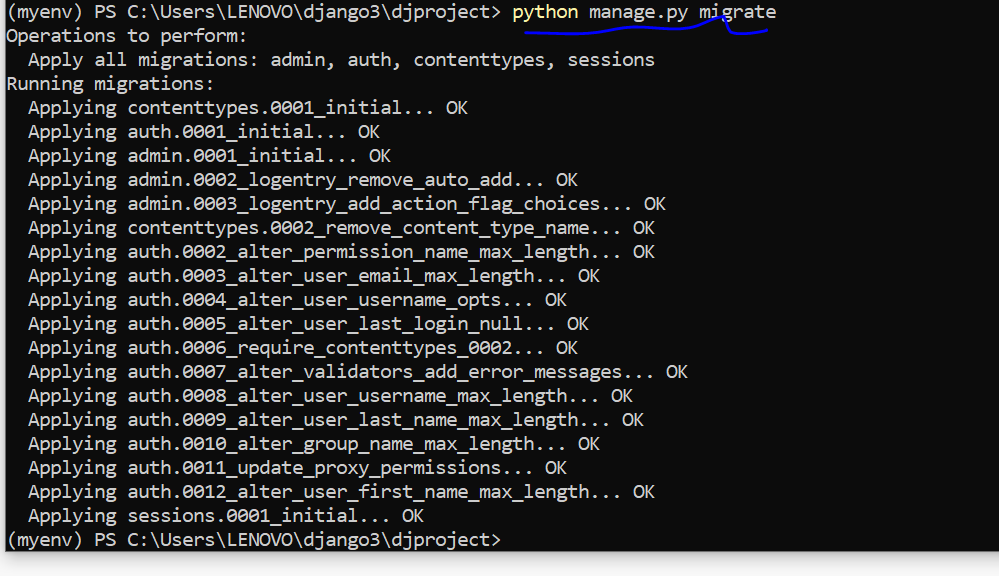 (myenv) PS C:\Users\LENOVO\django3\djproject> python manage.py migrate
Operations to perform:
  Apply all migrations: admin, auth, contenttypes, sessions
Running migrations:
  Applying contenttypes.0001_initial... OK
  Applying auth.0001_initial... OK
  Applying admin.0001_initial... OK
  Applying admin.0002_logentry_remove_auto_add... OK
  Applying admin.0003_logentry_add_action_flag_choices... OK
  Applying contenttypes.0002_remove_content_type_name... OK
  Applying auth.0002_alter_permission_name_max_length... OK
  Applying auth.0003_alter_user_email_max_length... OK
  Applying auth.0004_alter_user_username_opts... OK
  Applying auth.0005_alter_user_last_login_null... OK
  Applying auth.0006_require_contenttypes_0002... OK
  Applying auth.0007_alter_validators_add_error_messages... OK
  Applying auth.0008_alter_user_username_max_length... OK
  Applying auth.0009_alter_user_last_name_max_length... OK
  Applying auth.0010_alter_group_name_max_length... OK
  Applying auth.0011_update_proxy_permissions... OK
  Applying auth.0012_alter_user_first_name_max_length... OK
  Applying sessions.0001_initial... OK
(myenv) PS C:\Users\LENOVO\django3\djproject>